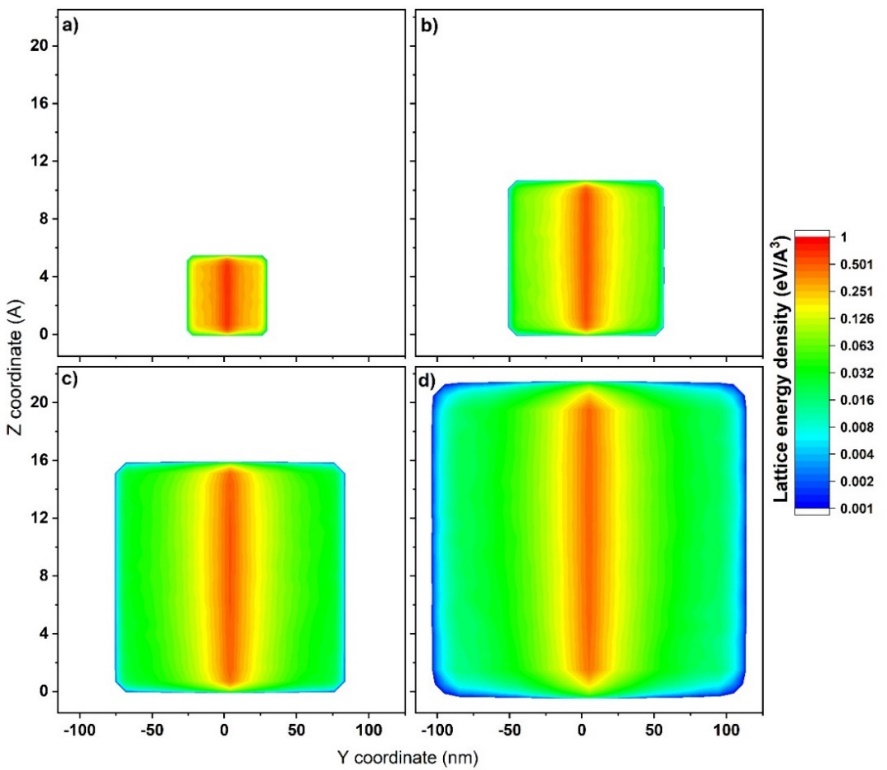 a)
b)
20
16
12
8
4
0
Z coordinate (A)
c)
d)
20
16
12
8
4
0
-100 -50 0 50 100
-100 -50 0 50 100
Y coordinate (nm)
Lattice energy density (eV/A³)
1
0.501
0.251
0.126
0.063
0.032
0.016
0.008
0.004
0.002
0.001